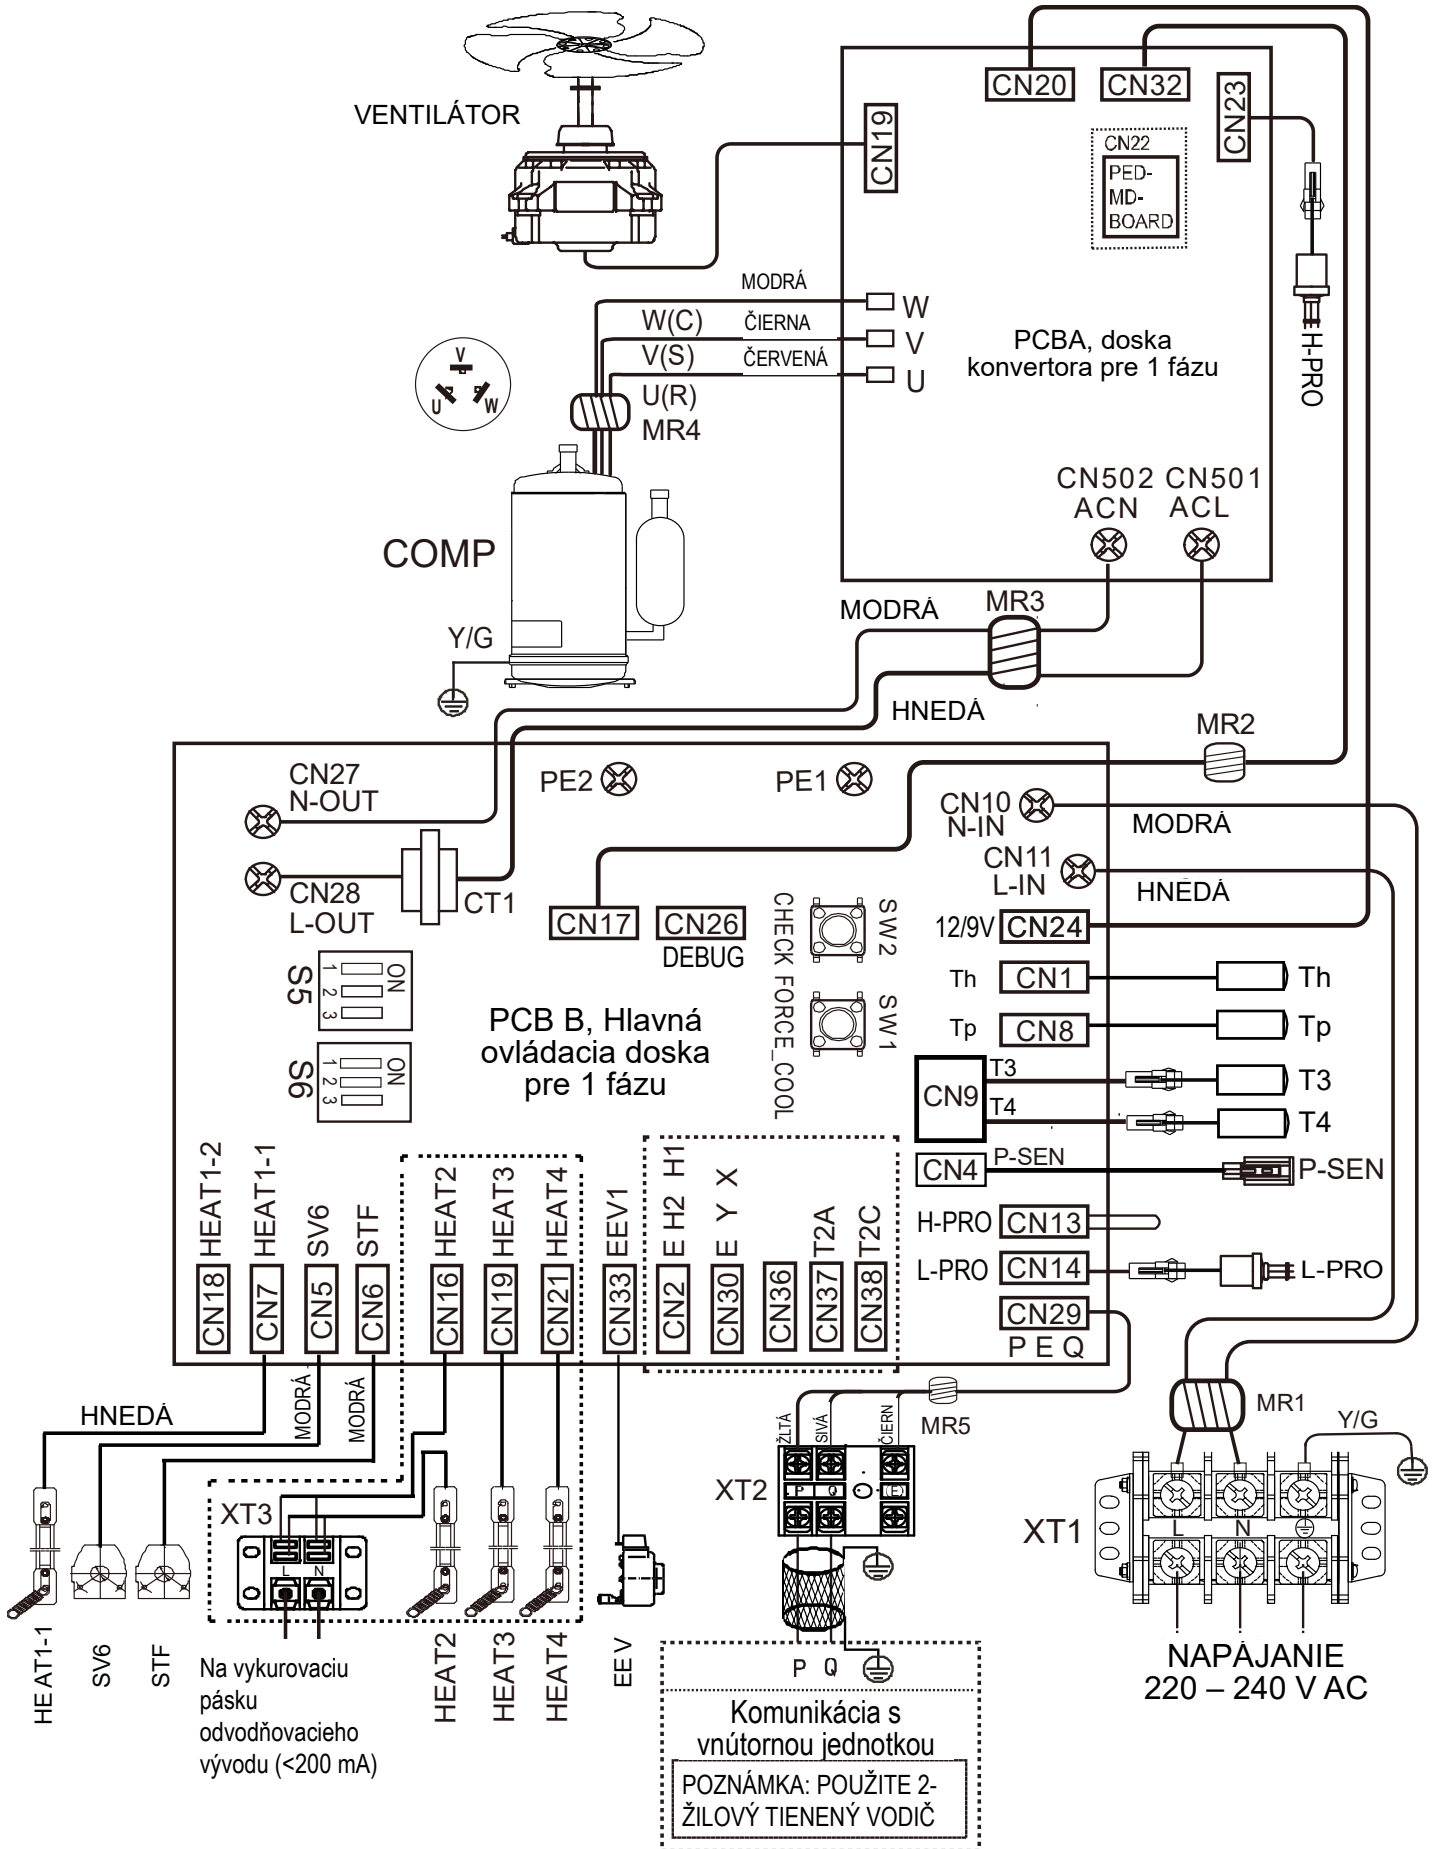 VENTILÁTOR
CN19
CN20
CN32
CN23
CN22
PED-
MD-
BOARD
H-PRO
MODRÁ
W
W(C)
ČIERNA
V
V(S)
ČERVENÁ
U
U(R)
MR4
V
U
W
PCBA, doska
konvertora pre 1 fázu
CN502
ACN
CN501
ACL
COMP
Y/G
MODRÁ
MR3
HNEDÁ
MR2
CN27
N-OUT
PE2
PE1
CN10
N-IN
MODRÁ
CN11
L-IN
HNEDÁ
CN28
L-OUT
CT1
CN17
CN26
DEBUG
CHECK
FORCE_COOL
SW2
SW1
12/9V
CN24
S5
ON
1
2
3
S6
ON
1
2
3
PCB B, Hlavná
ovládacia doska
pre 1 fázu
Th
CN1
Th
Tp
CN8
Tp
CN9
T3
T3
T4
T4
CN4
P-SEN
P-SEN
H-PRO
CN13
L-PRO
CN14
L-PRO
CN29
P E Q
HEAT1-2
CN18
HEAT1-1
CN7
SV6
CN5
STF
CN6
HEAT2
CN16
HEAT3
CN19
HEAT4
CN21
EEV1
CN33
E H2 H1
CN2
E Y X
CN30
CN36
T2A
CN37
T2C
CN38
HNEDÁ
MODRÁ
MODRÁ
ŽLTÁ
SIVÁ
ČIERN
MR5
MR1
Y/G
XT3
L
N
XT2
P
Q
(E)
XT1
L
N
HEAT1-1
SV6
STF
Na vykurovaciu
pásku
odvodňovacieho
vývodu (<200 mA)
HEAT2
HEAT3
HEAT4
EEV
P Q
Komunikácia s
vnútornou jednotkou
POZNÁMKA: POUŽITE 2-
ŽILOVÝ TIENENÝ VODIČ
NAPÁJANIE
220 – 240 V AC